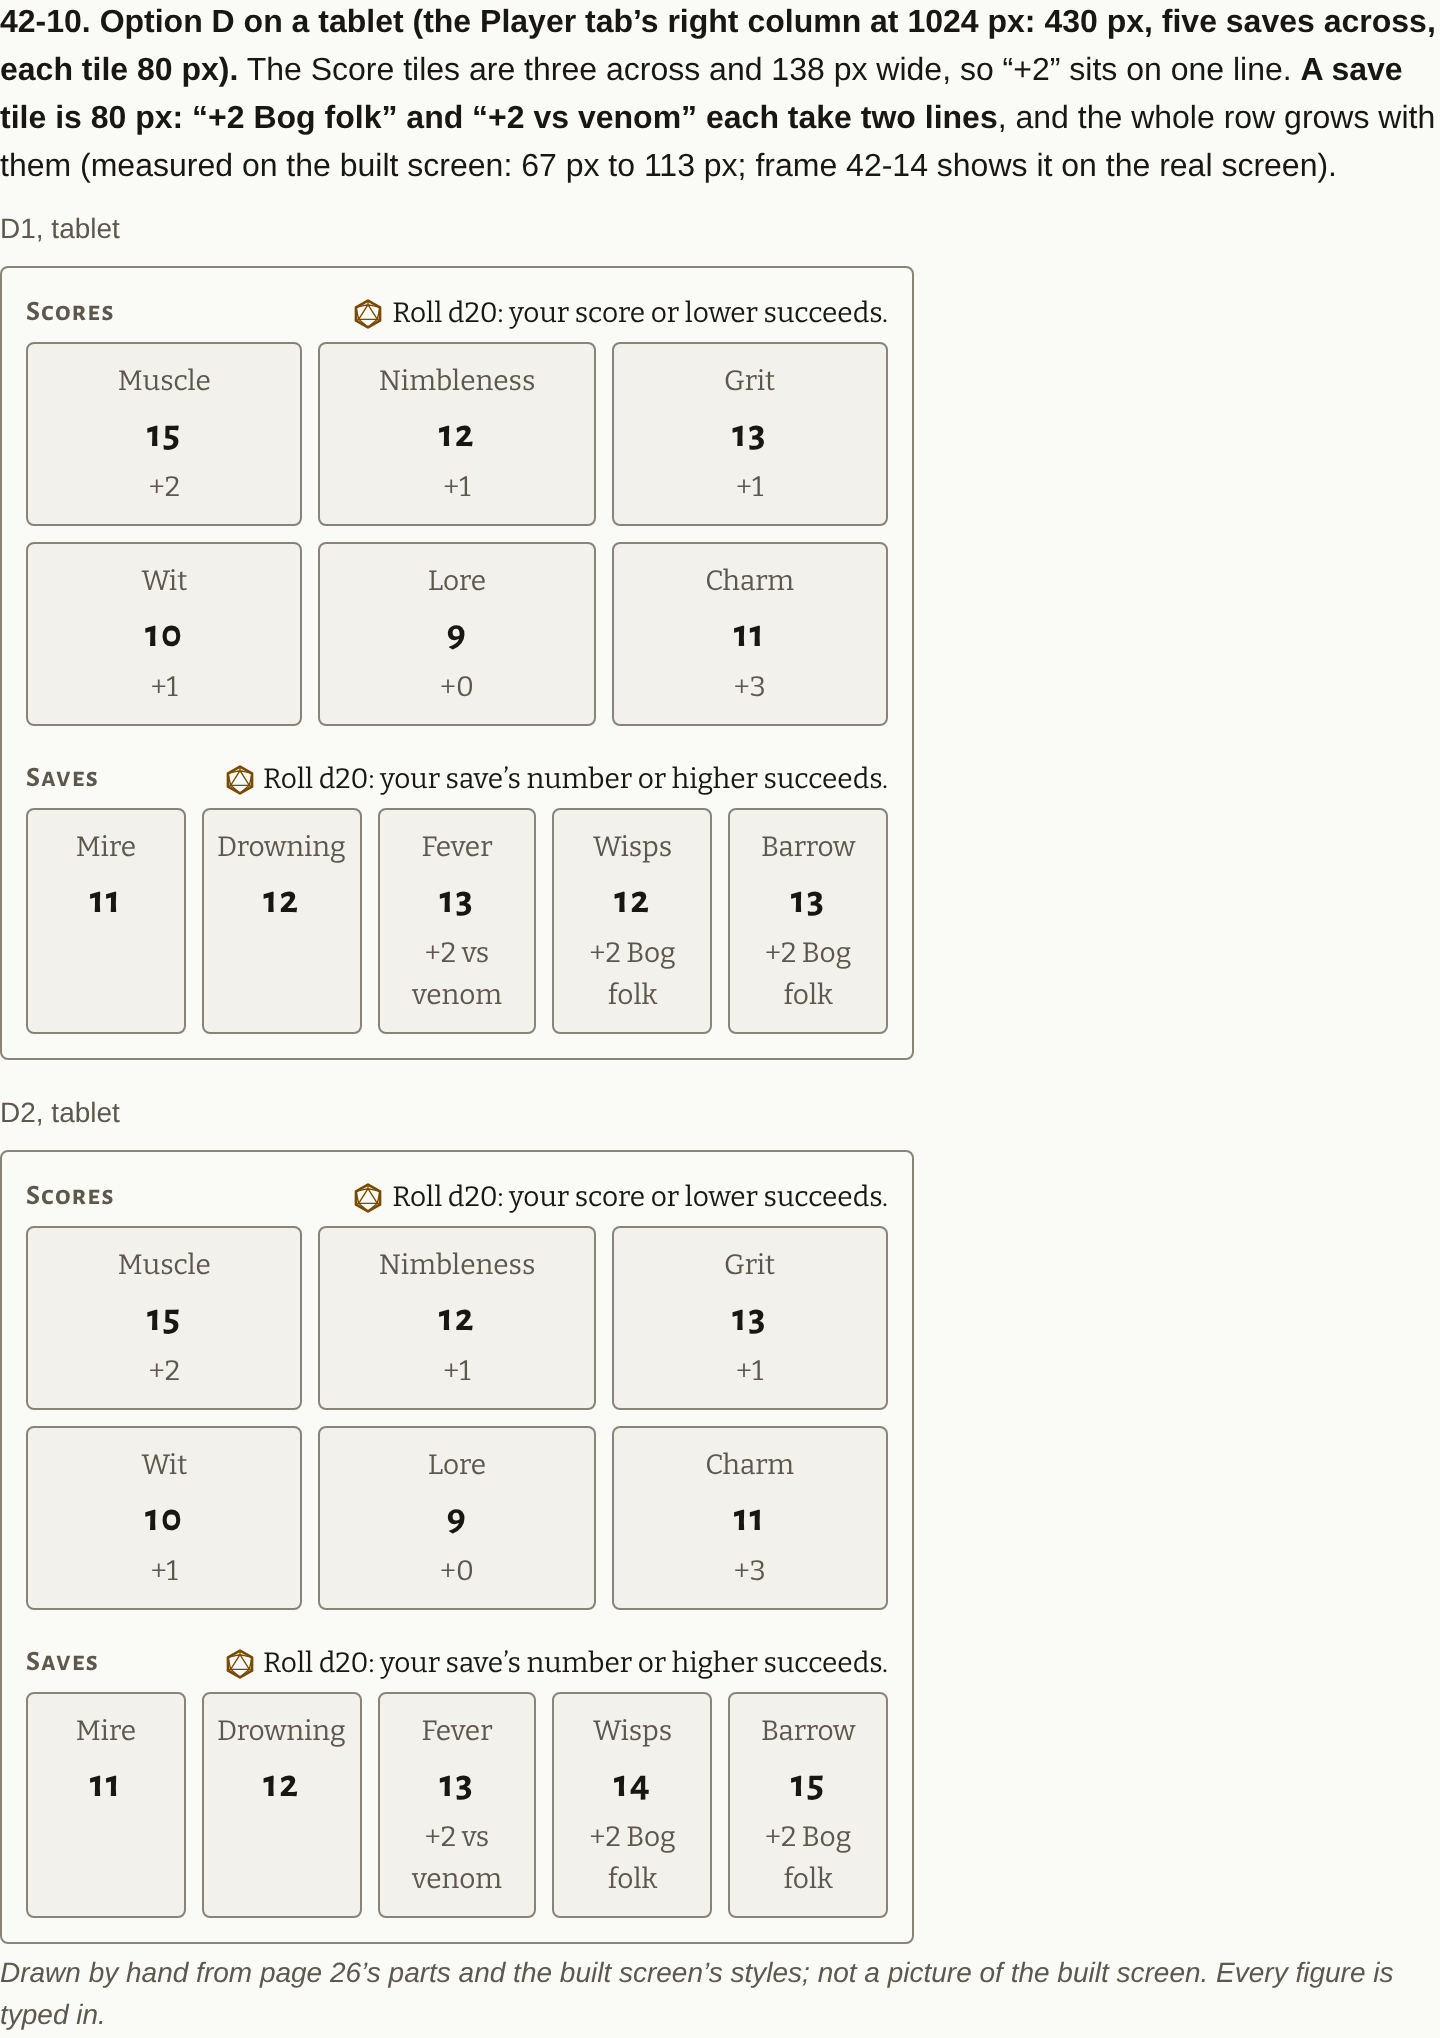 42-10. Option D on a tablet (the Player tab’s right column at 1024 px: 430 px, five saves across,
each tile 80 px). The Score tiles are three across and 138 px wide, so “+2” sits on one line. A save
tile is 80 px: “+2 Bog folk” and “+2 vs venom” each take two lines, and the whole row grows with
them (measured on the built screen: 67 px to 113 px; frame 42-14 shows it on the real screen).
D1, tablet
Scores Roll d20: your score or lower succeeds.
Muscle Nimbleness Grit
15 12 13
+2 +1 +1
Wit Lore Charm
10 9 11
+1 +0 +3
Saves Roll d20: your save’s number or higher succeeds.
Mire Drowning Fever Wisps Barrow
11 12 13 12 13
+2 vs +2 Bog +2 Bog
venom folk folk
D2, tablet
Scores Roll d20: your score or lower succeeds.
Muscle Nimbleness Grit
15 12 13
+2 +1 +1
Wit Lore Charm
10 9 11
+1 +0 +3
Saves Roll d20: your save’s number or higher succeeds.
Mire Drowning Fever Wisps Barrow
11 12 13 14 15
+2 vs +2 Bog +2 Bog
venom folk folk
Drawn by hand from page 26’s parts and the built screen’s styles; not a picture of the built screen. Every figure is
typed in.